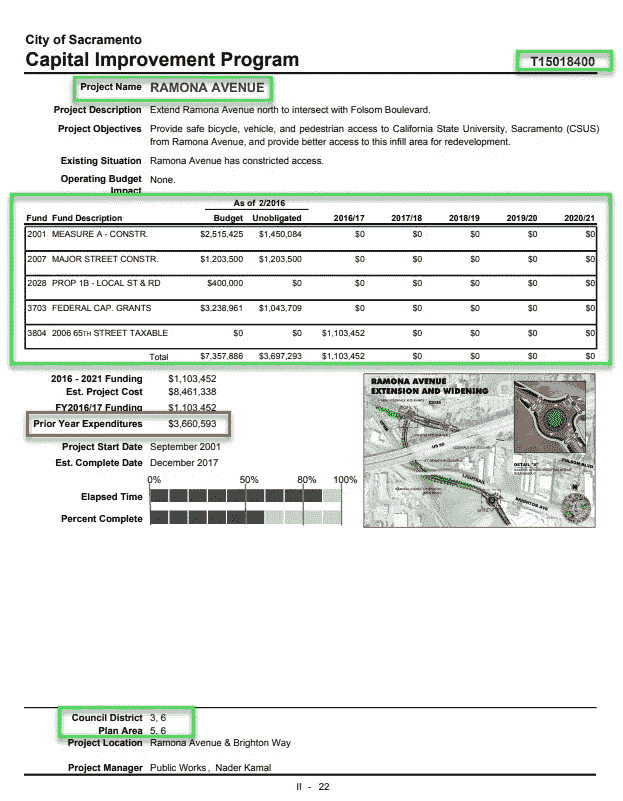 City of Sacramento
Capital Improvement Program
T15018400
Project Name RAMONA AVENUE
Project Description Extend Ramona Avenue north to intersect with Folsom Boulevard.
Project Objectives Provide safe bicycle, vehicle, and pedestrian access to California State University, Sacramento (CSUS)
from Ramona Avenue, and provide better access to this infill area for redevelopment.
Existing Situation Ramona Avenue has constricted access.
Operating Budget None.
Impact
As of 2/2016
Fund Fund Description Budget Unobligated 2016/17 2017/18 2018/19 2019/20 2020/21
2001 MEASURE A - CONSTR. $2,515,425 $1,450,084 $0 $0 $0 $0 $0
2007 MAJOR STREET CONSTR. $1,203,500 $1,203,500 $0 $0 $0 $0 $0
2028 PROP 1B - LOCAL ST & RD $400,000 $0 $0 $0 $0 $0 $0
3703 FEDERAL CAP. GRANTS $3,238,961 $1,043,709 $0 $0 $0 $0 $0
3804 2006 65TH STREET TAXABLE $0 $0 $1,103,452 $0 $0 $0 $0
Total $7,357,886 $3,697,293 $1,103,452 $0 $0 $0 $0
2016 - 2021 Funding $1,103,452
Est. Project Cost $8,461,338
FY2016/17 Funding $1,103,452
Prior Year Expenditures $3,660,593
Project Start Date September 2001
Est. Complete Date December 2017
0% 50% 80% 100%
Elapsed Time
Percent Complete
RAMONA AVENUE
EXTENSION AND WIDENING
CSUS
US 50
LIGHTRAIL
DETAIL "A"
FOLSOM BLVD
BRIGHTON AVE
N
Council District 3, 6
Plan Area 5, 6
Project Location Ramona Avenue & Brighton Way
Project Manager Public Works , Nader Kamal
II - 22